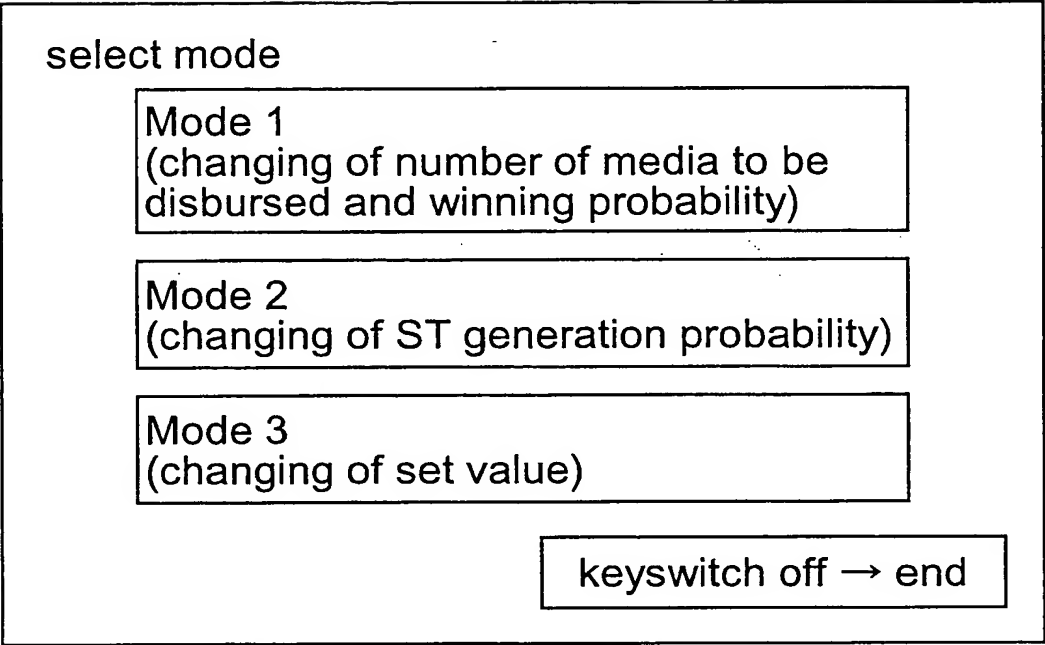 select mode
Mode 1
(changing of number of media to be
disbursed and winning probability)
Mode 2
(changing of ST generation probability)
Mode 3
(changing of set value)
keyswitch off → end